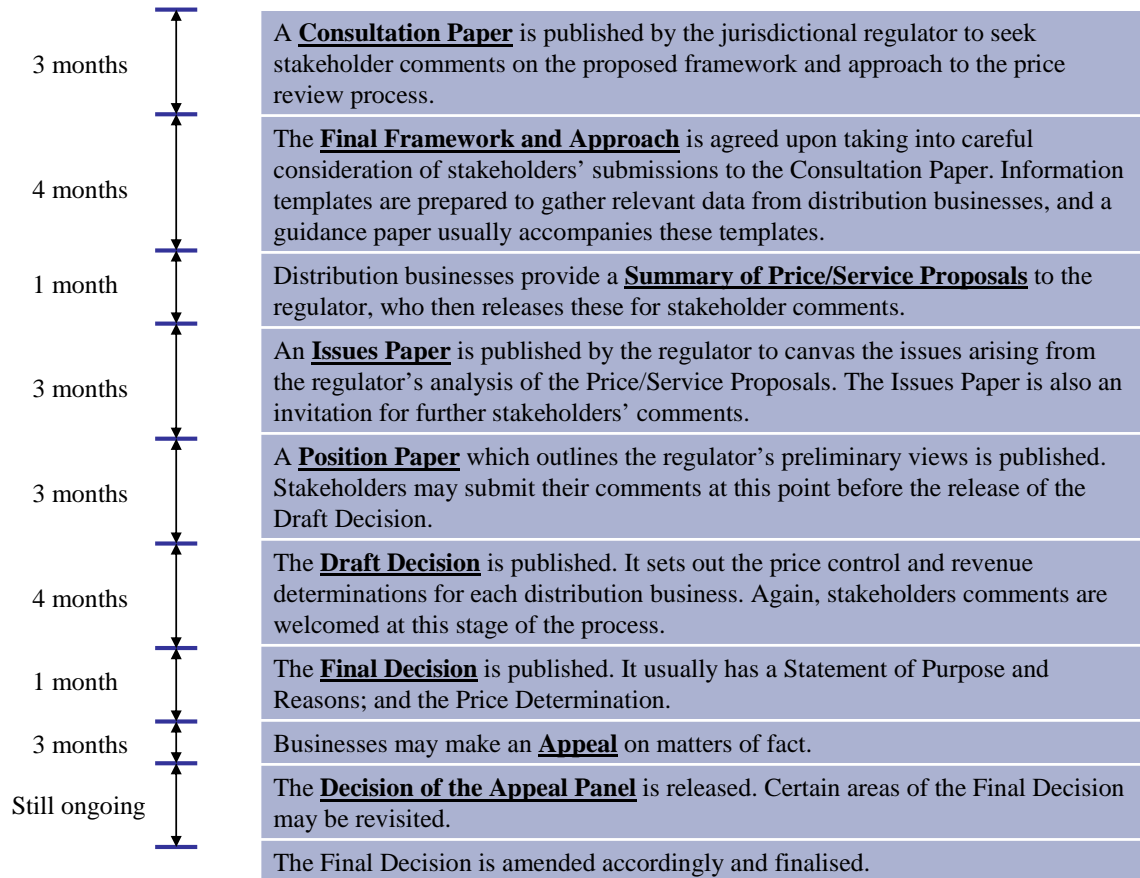 3 months
A Consultation Paper is published by the jurisdictional regulator to seek
stakeholder comments on the proposed framework and approach to the price
review process.
4 months
The Final Framework and Approach is agreed upon taking into careful
consideration of stakeholders’ submissions to the Consultation Paper. Information
templates are prepared to gather relevant data from distribution businesses, and a
guidance paper usually accompanies these templates.
1 month
Distribution businesses provide a Summary of Price/Service Proposals to the
regulator, who then releases these for stakeholder comments.
3 months
An Issues Paper is published by the regulator to canvas the issues arising from
the regulator’s analysis of the Price/Service Proposals. The Issues Paper is also an
invitation for further stakeholders’ comments.
3 months
A Position Paper which outlines the regulator’s preliminary views is published.
Stakeholders may submit their comments at this point before the release of the
Draft Decision.
4 months
The Draft Decision is published. It sets out the price control and revenue
determinations for each distribution business. Again, stakeholders comments are
welcomed at this stage of the process.
1 month
The Final Decision is published. It usually has a Statement of Purpose and
Reasons; and the Price Determination.
3 months
Businesses may make an Appeal on matters of fact.
Still ongoing
The Decision of the Appeal Panel is released. Certain areas of the Final Decision
may be revisited.
The Final Decision is amended accordingly and finalised.